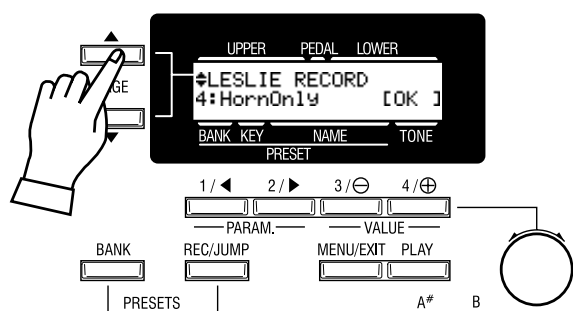 UPPER PEDAL LOWER
LESLIE RECORD
4:HornOnly [OK ]
BANK KEY NAME TONE
PRESET
1/◀ 2/▶ 3/⊖ 4/⊕
PARAM. VALUE
BANK REC/JUMP MENU/EXIT PLAY
PRESETS A# B